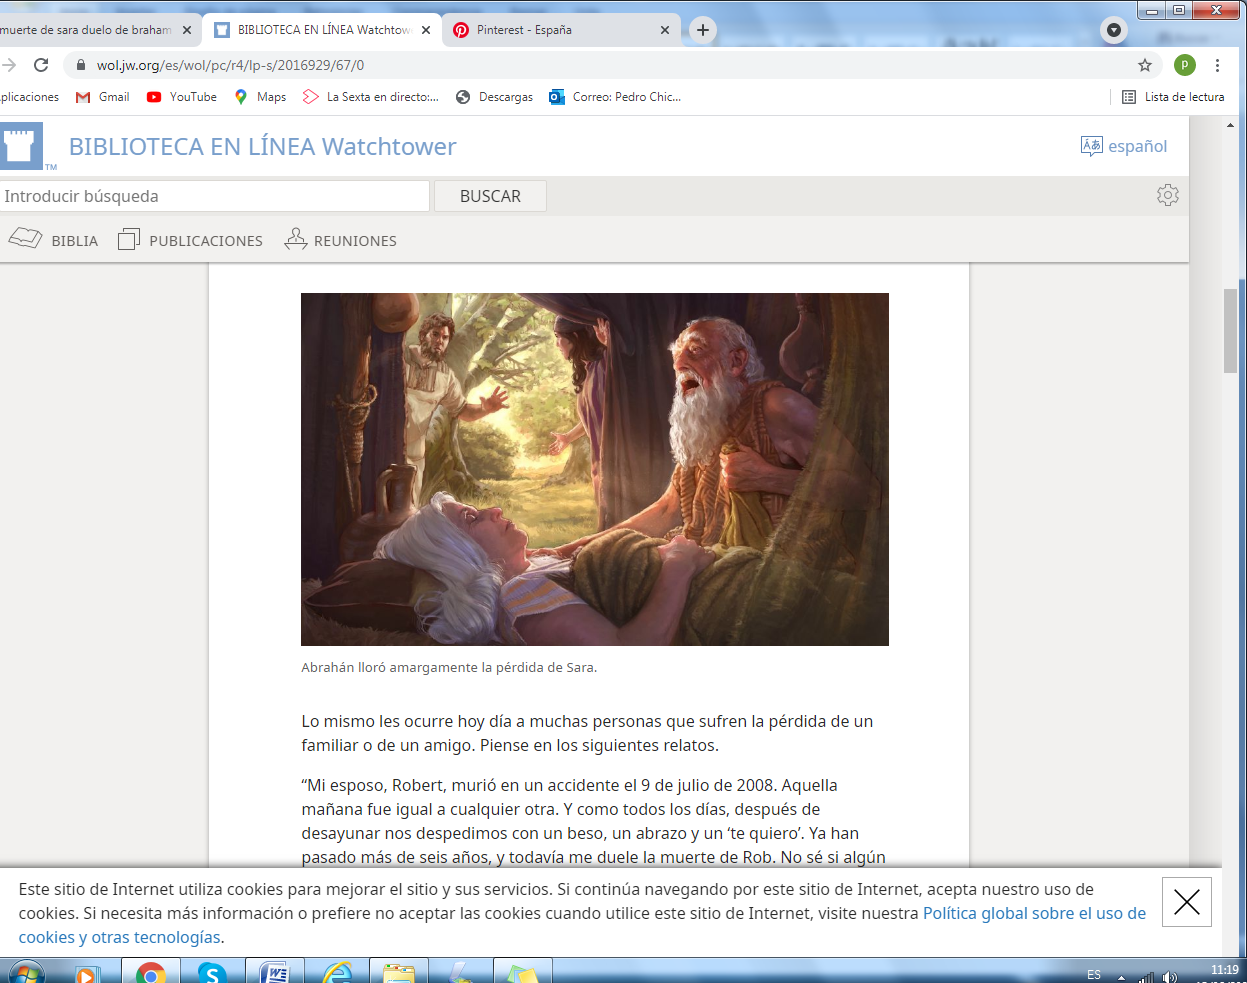 muerte de sara duelo de braham
BIBLIOTECA EN LÍNEA Watchtow
Pinterest - España
wol.jw.org/es/wol/pc/r4/lp-s/2016929/67/0
plicaciones
Gmail
YouTube
Maps
La Sexta en directo:...
Descargas
Correo: Pedro Chic...
Lista de lectura
BIBLIOTECA EN LÍNEA Watchtower
TM
español
Introducir búsqueda
BUSCAR
BIBLIA
PUBLICACIONES
REUNIONES
Abrahán lloró amargamente la pérdida de Sara.
Lo mismo les ocurre hoy día a muchas personas que sufren la pérdida de un
familiar o de un amigo. Piense en los siguientes relatos.
“Mi esposo, Robert, murió en un accidente el 9 de julio de 2008. Aquella
mañana fue igual a cualquier otra. Y como todos los días, después de
desayunar nos despedimos con un beso, un abrazo y un ‘te quiero’. Ya han
pasado más de seis años, y todavía me duele la muerte de Rob. No sé si algún
Este sitio de Internet utiliza cookies para mejorar el sitio y sus servicios. Si continúa navegando por este sitio de Internet, acepta nuestro uso de
cookies. Si necesita más información o prefiere no aceptar las cookies cuando utilice este sitio de Internet, visite nuestra Política global sobre el uso de
cookies y otras tecnologías.
ES
11:19